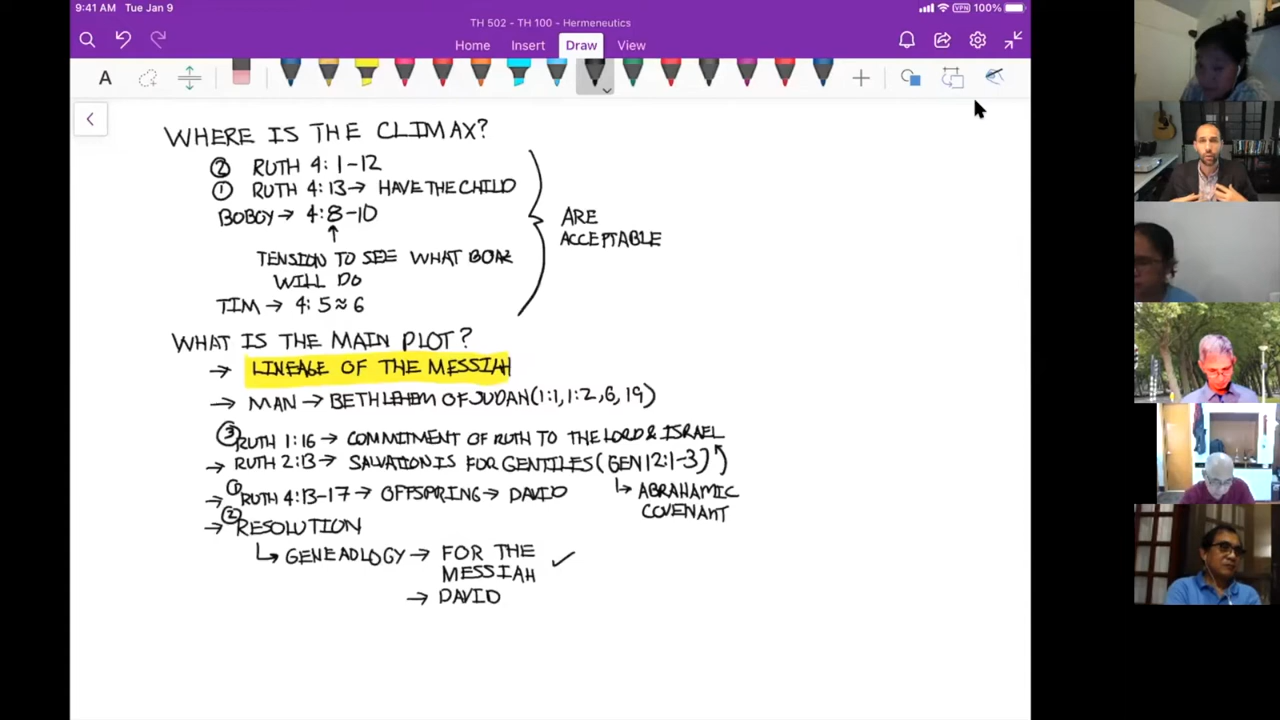 9:41 AM Tue Jan 9
VPN 100%
TH 502 - TH 100 - Hermeneutics
Home Insert Draw View
A
WHERE IS THE CLIMAX?
② RUTH 4:1-12
① RUTH 4:13 → HAVE THE CHILD
BOBOY → 4:8-10
↑
TENSION TO SEE WHAT BOAZ
WILL DO
TIM → 4:5≈6
ARE
ACCEPTABLE
WHAT IS THE MAIN PLOT?
→ LINEAGE OF THE MESSIAH
→ MAN → BETHLEHEM OF JUDAH (1:1, 1:2, 6, 19)
③ RUTH 1:16 → COMMITMENT OF RUTH TO THE LORD & ISRAEL
→ RUTH 2:13 → SALVATION IS FOR GENTILES (GEN 12:1-3)
↳ ABRAHAMIC
COVENANT
→ ① RUTH 4:13-17 → OFFSPRING → DAVID
→ ② RESOLUTION
↳ GENEADLOGY → FOR THE
MESSIAH ✓
→ DAVID